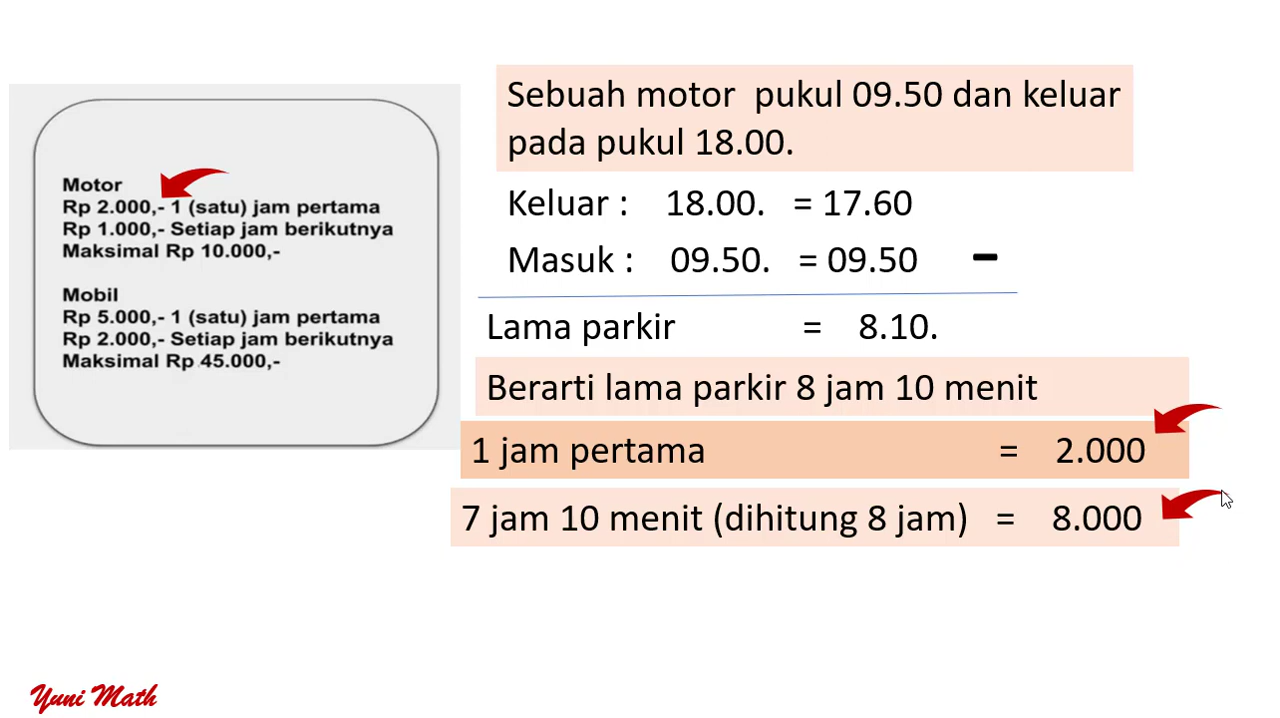 Motor
Rp 2.000,- 1 (satu) jam pertama
Rp 1.000,- Setiap jam berikutnya
Maksimal Rp 10.000,-
Mobil
Rp 5.000,- 1 (satu) jam pertama
Rp 2.000,- Setiap jam berikutnya
Maksimal Rp 45.000,-
Sebuah motor pukul 09.50 dan keluar
pada pukul 18.00.
Keluar : 18.00. = 17.60
Masuk : 09.50. = 09.50 -
Lama parkir = 8.10.
Berarti lama parkir 8 jam 10 menit
1 jam pertama = 2.000
7 jam 10 menit (dihitung 8 jam) = 8.000
Yuni Math